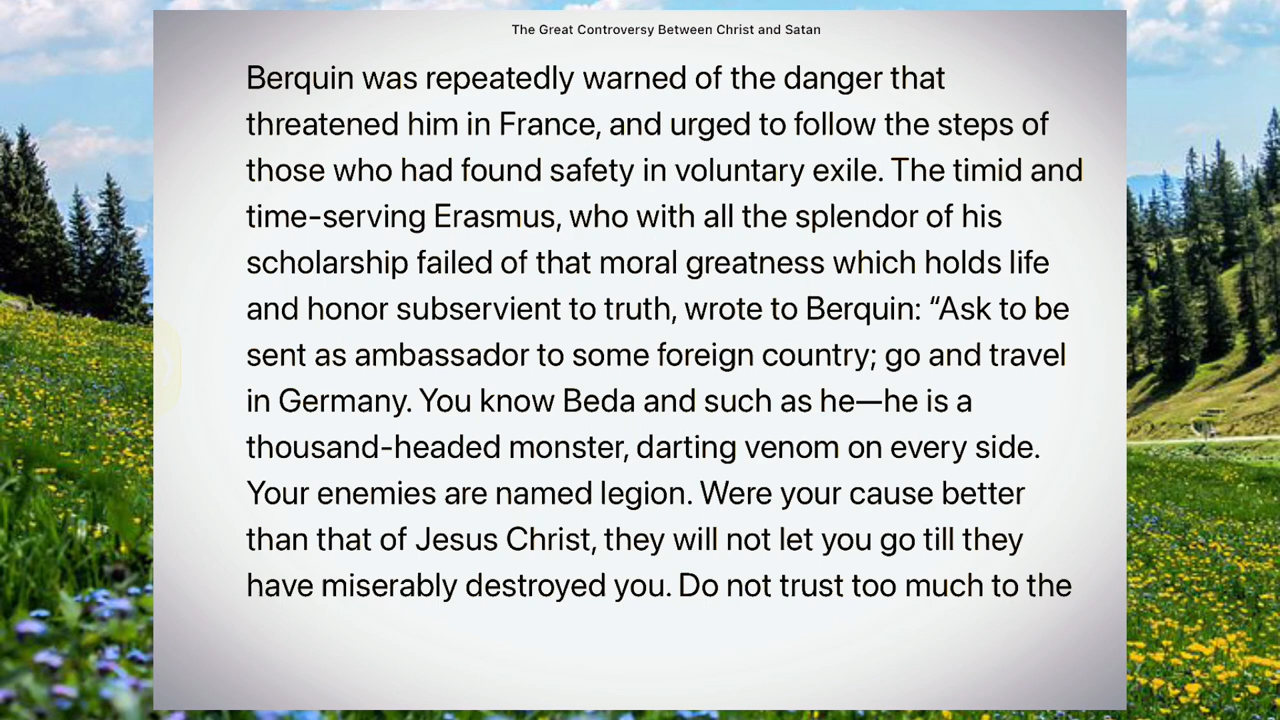 The Great Controversy Between Christ and Satan
Berquin was repeatedly warned of the danger that
threatened him in France, and urged to follow the steps of
those who had found safety in voluntary exile. The timid and
time-serving Erasmus, who with all the splendor of his
scholarship failed of that moral greatness which holds life
and honor subservient to truth, wrote to Berquin: “Ask to be
sent as ambassador to some foreign country; go and travel
in Germany. You know Beda and such as he—he is a
thousand-headed monster, darting venom on every side.
Your enemies are named legion. Were your cause better
than that of Jesus Christ, they will not let you go till they
have miserably destroyed you. Do not trust too much to the